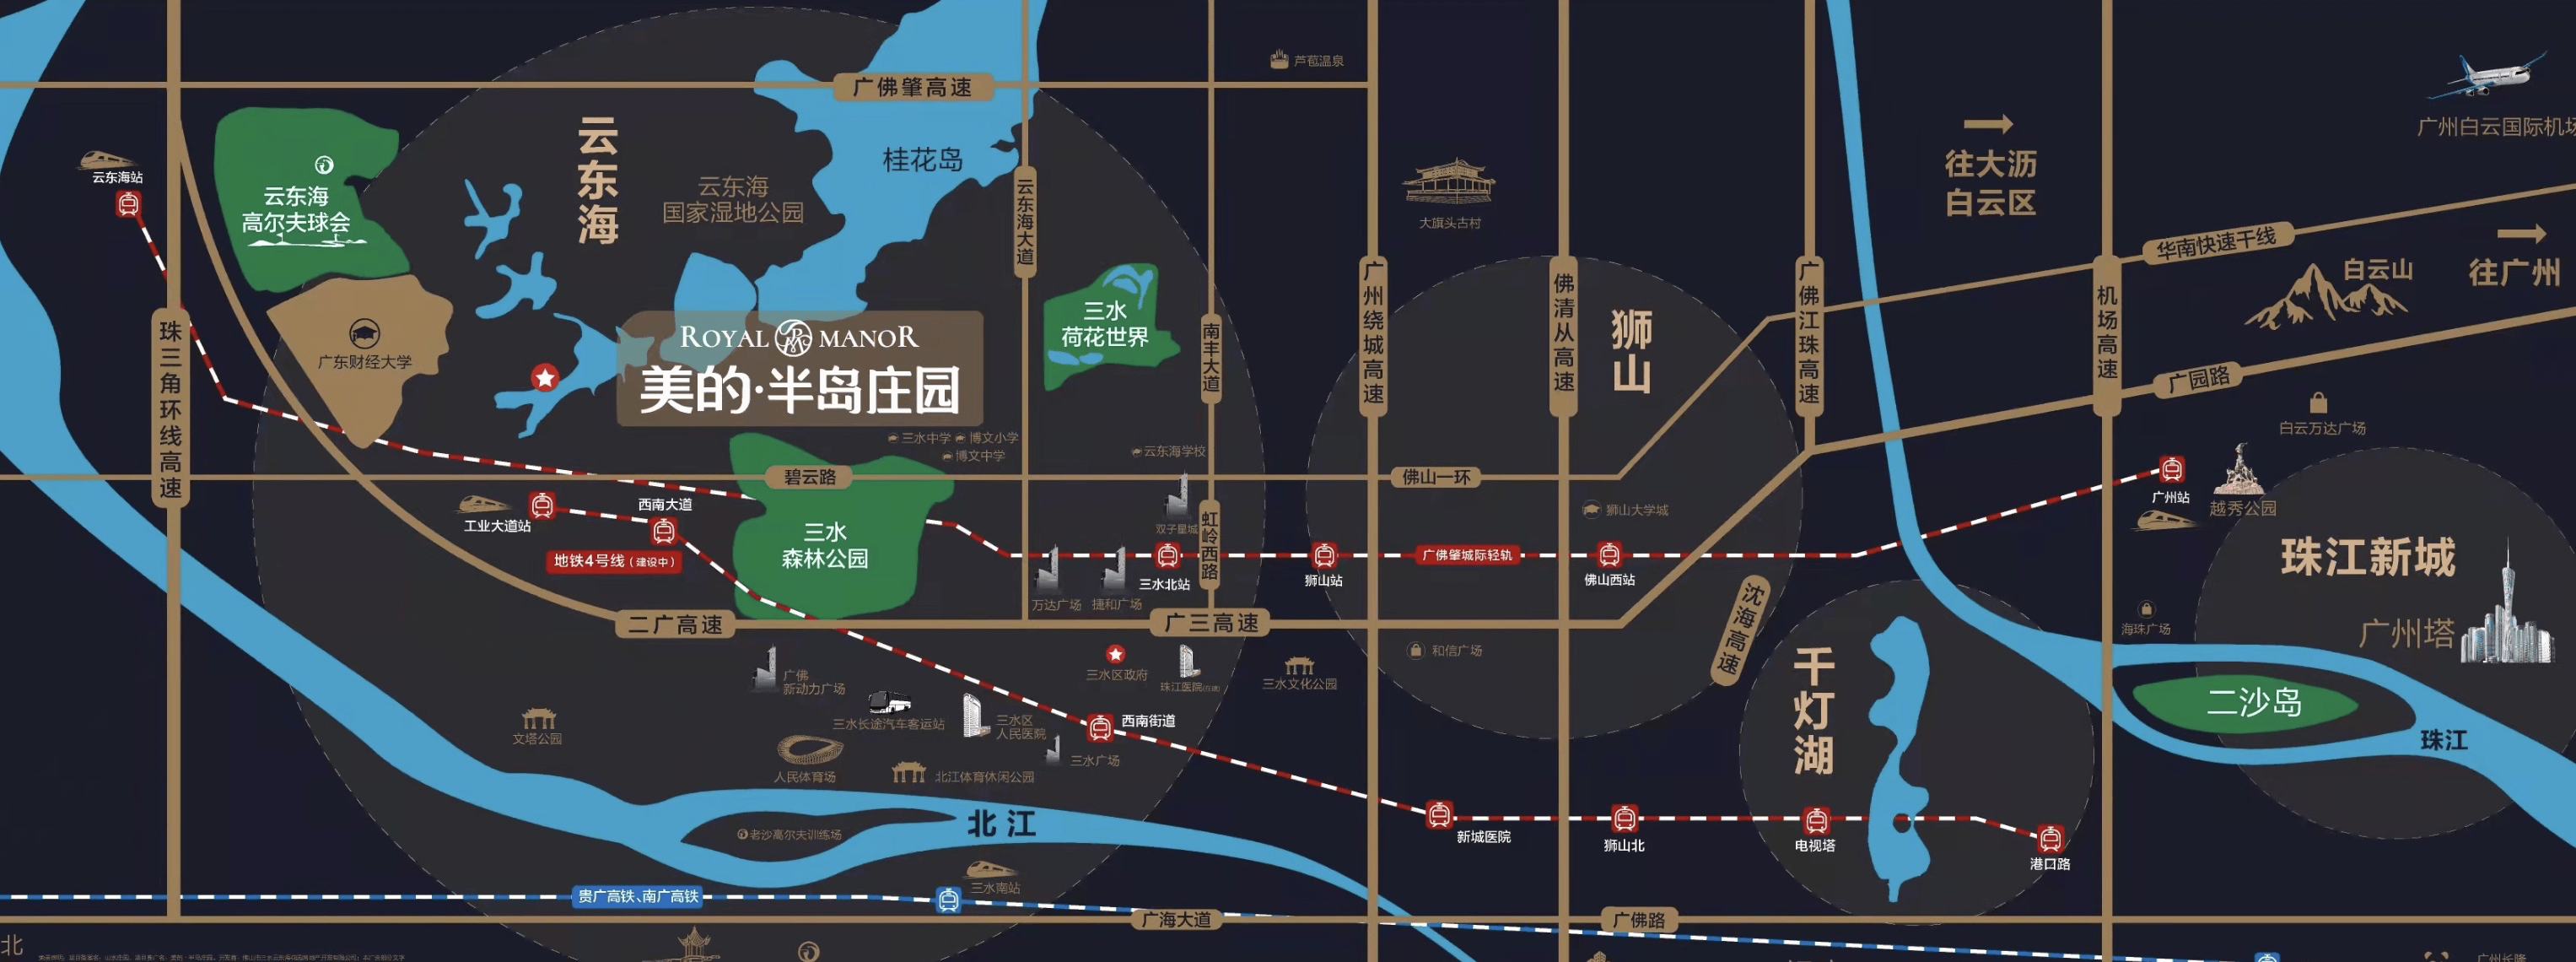 芦苞温泉
广佛肇高速
广州白云国际机场
云东海
桂花岛
往大沥
白云区
云东海站
云东海
高尔夫球会
云东海
国家湿地公园
云东海大道
大旗头古村
华南快速干线
白云山
往广州
广东财经大学
珠三角环线高速
ROYAL MANOR
美的·半岛庄园
三水
荷花世界
南丰大道
广州绕城高速
佛清从高速
狮山
广佛江珠高速
机场高速
广园路
白云万达广场
三水中学
博文小学
博文中学
云东海学校
碧云路
佛山一环
广州站
越秀公园
工业大道站
西南大道
地铁4号线(建设中)
三水
森林公园
双子星城
虹岭西路
狮山大学城
万达广场
捷和广场
三水北站
狮山站
广佛肇城际轻轨
佛山西站
珠江新城
广州塔
海珠广场
二广高速
广三高速
沈海高速
三水区政府
珠江医院
三水文化公园
和信广场
千灯湖
二沙岛
珠江
广佛
新动力广场
三水长途汽车客运站
三水区
人民医院
西南街道
三水广场
文塔公园
人民体育场
北江体育休闲公园
老沙高尔夫训练场
北江
新城医院
狮山北
电视塔
港口路
三水南站
贵广高铁、南广高铁
广海大道
广佛路
北
广州长隆